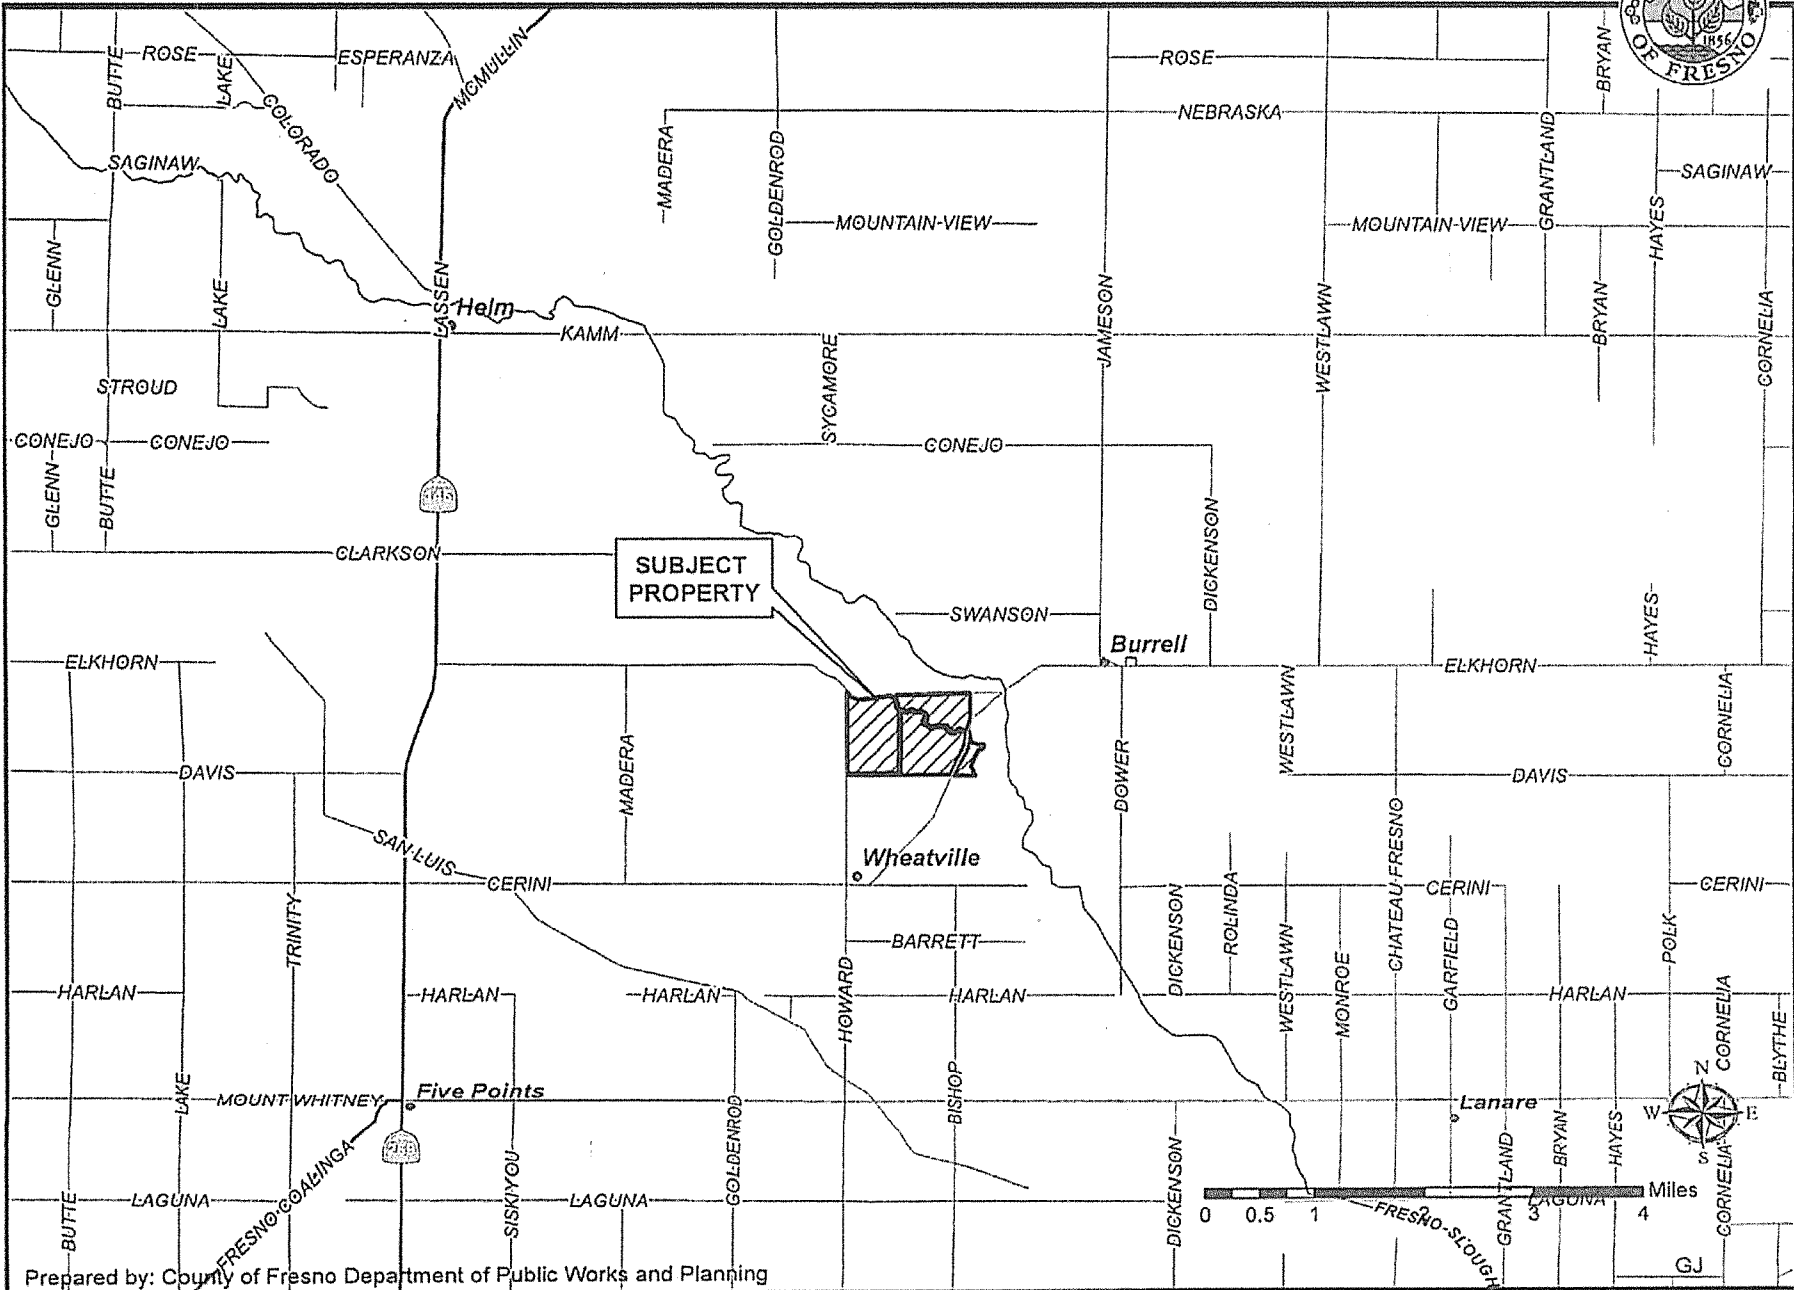 ROSE
ESPERANZA
MCMULLIN
ROSE
BRYAN
1856
OF FRESNO
BUTTE
LAKE
COLORADO
NEBRASKA
MADERA
GOLDENROD
GRANTLAND
SAGINAW
SAGINAW
MOUNTAIN VIEW
MOUNTAIN VIEW
HAYES
GLENN
LAKE
LASSEN
Helm
KAMM
SYCAMORE
JAMESON
WESTLAWN
BRYAN
CORNELIA
STROUD
CONEJO
CONEJO
CONEJO
GLENN
BUTTE
DICKENSON
CLARKSON
SUBJECT
PROPERTY
SWANSON
HAYES
Burrell
ELKHORN
ELKHORN
WESTLAWN
CORNELIA
MADERA
DOWER
DAVIS
DAVIS
SAN LUIS
CHATEAU FRESNO
Wheatville
CERINI
CERINI
CERINI
TRINITY
DICKENSON
ROLINDA
GARFIELD
POLK
BARRETT
HOWARD
WESTLAWN
MONROE
HARLAN
HARLAN
HARLAN
HARLAN
HARLAN
CORNELIA
BLYTHE
LAKE
MOUNT WHITNEY
Five Points
GOLDENROD
BISHOP
Lanare
N
W
E
S
BUTTE
LAGUNA
FRESNO-COALINGA
SISKIYOU
LAGUNA
DICKENSON
GRANTLAND
BRYAN
HAYES
CORNELIA
Miles
0 0.5 1 2 3 4
LAGUNA
FRESNO-SLOUGH
GJ
Prepared by: County of Fresno Department of Public Works and Planning